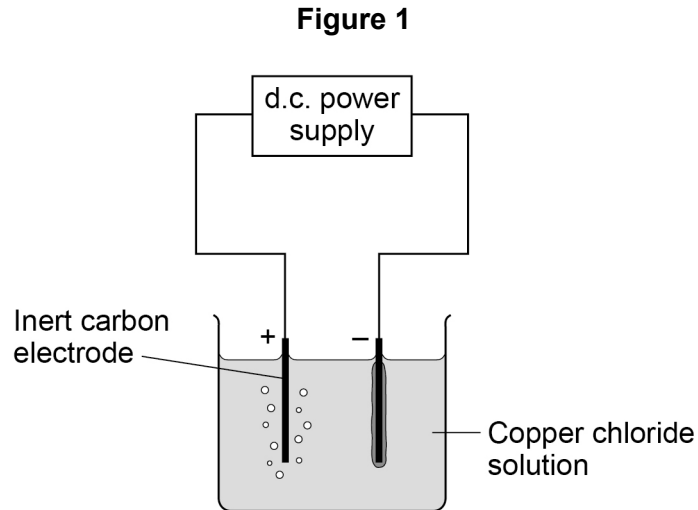 Figure 1
d.c. power
supply
Inert carbon
electrode
+
–
Copper chloride
solution